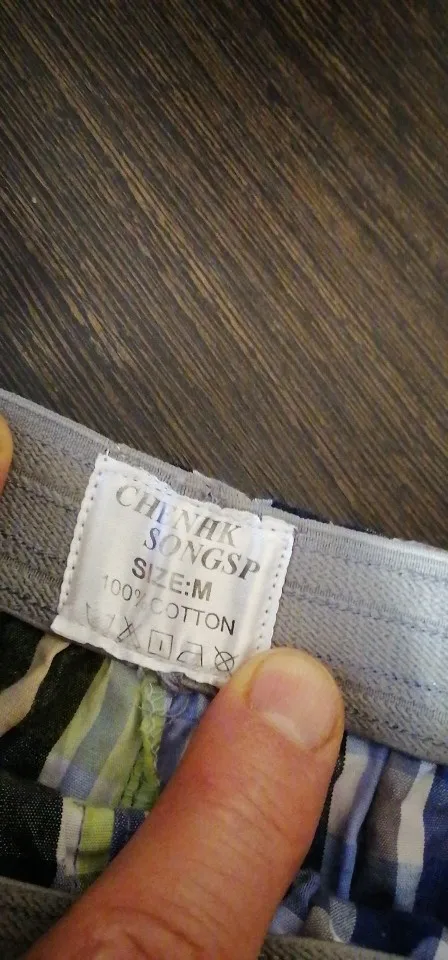 CHENHK
SONGSP
SIZE:M
100% COTTON